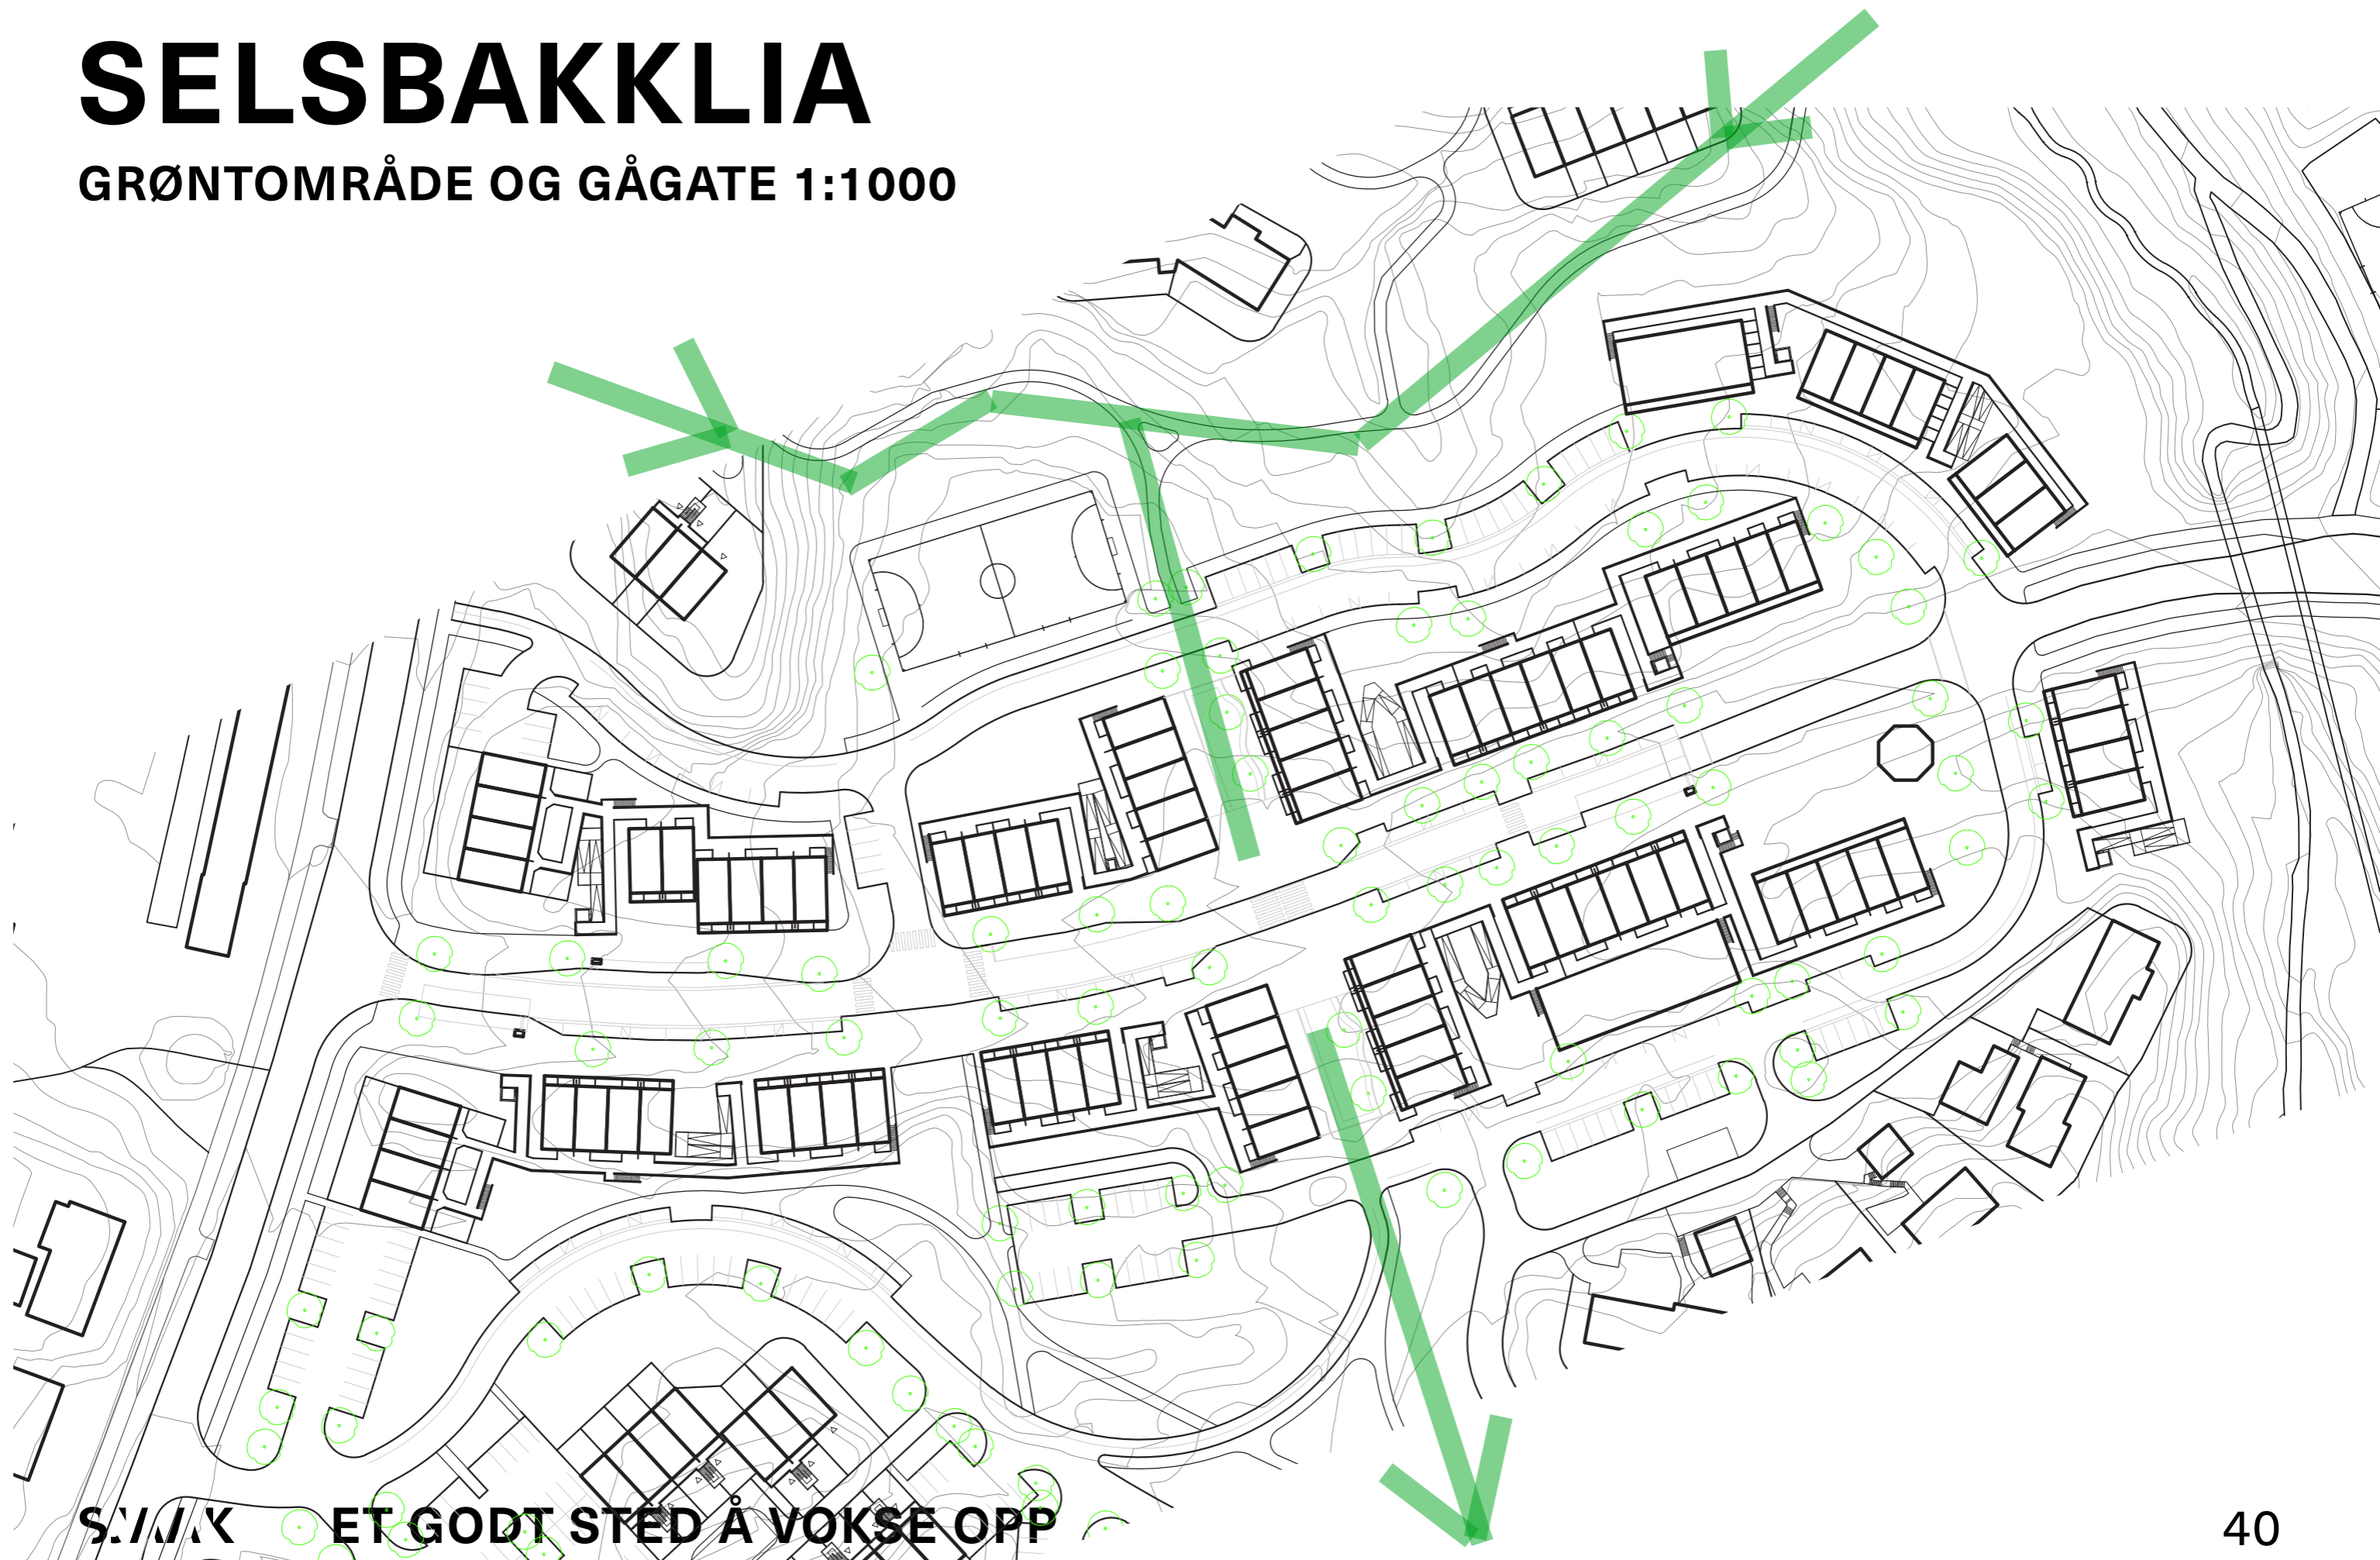 SELSBAKKLIA
GRØNTOMRÅDE OG GÅGATE 1:1000
ET GODT STED Å VOKSE OPP
40